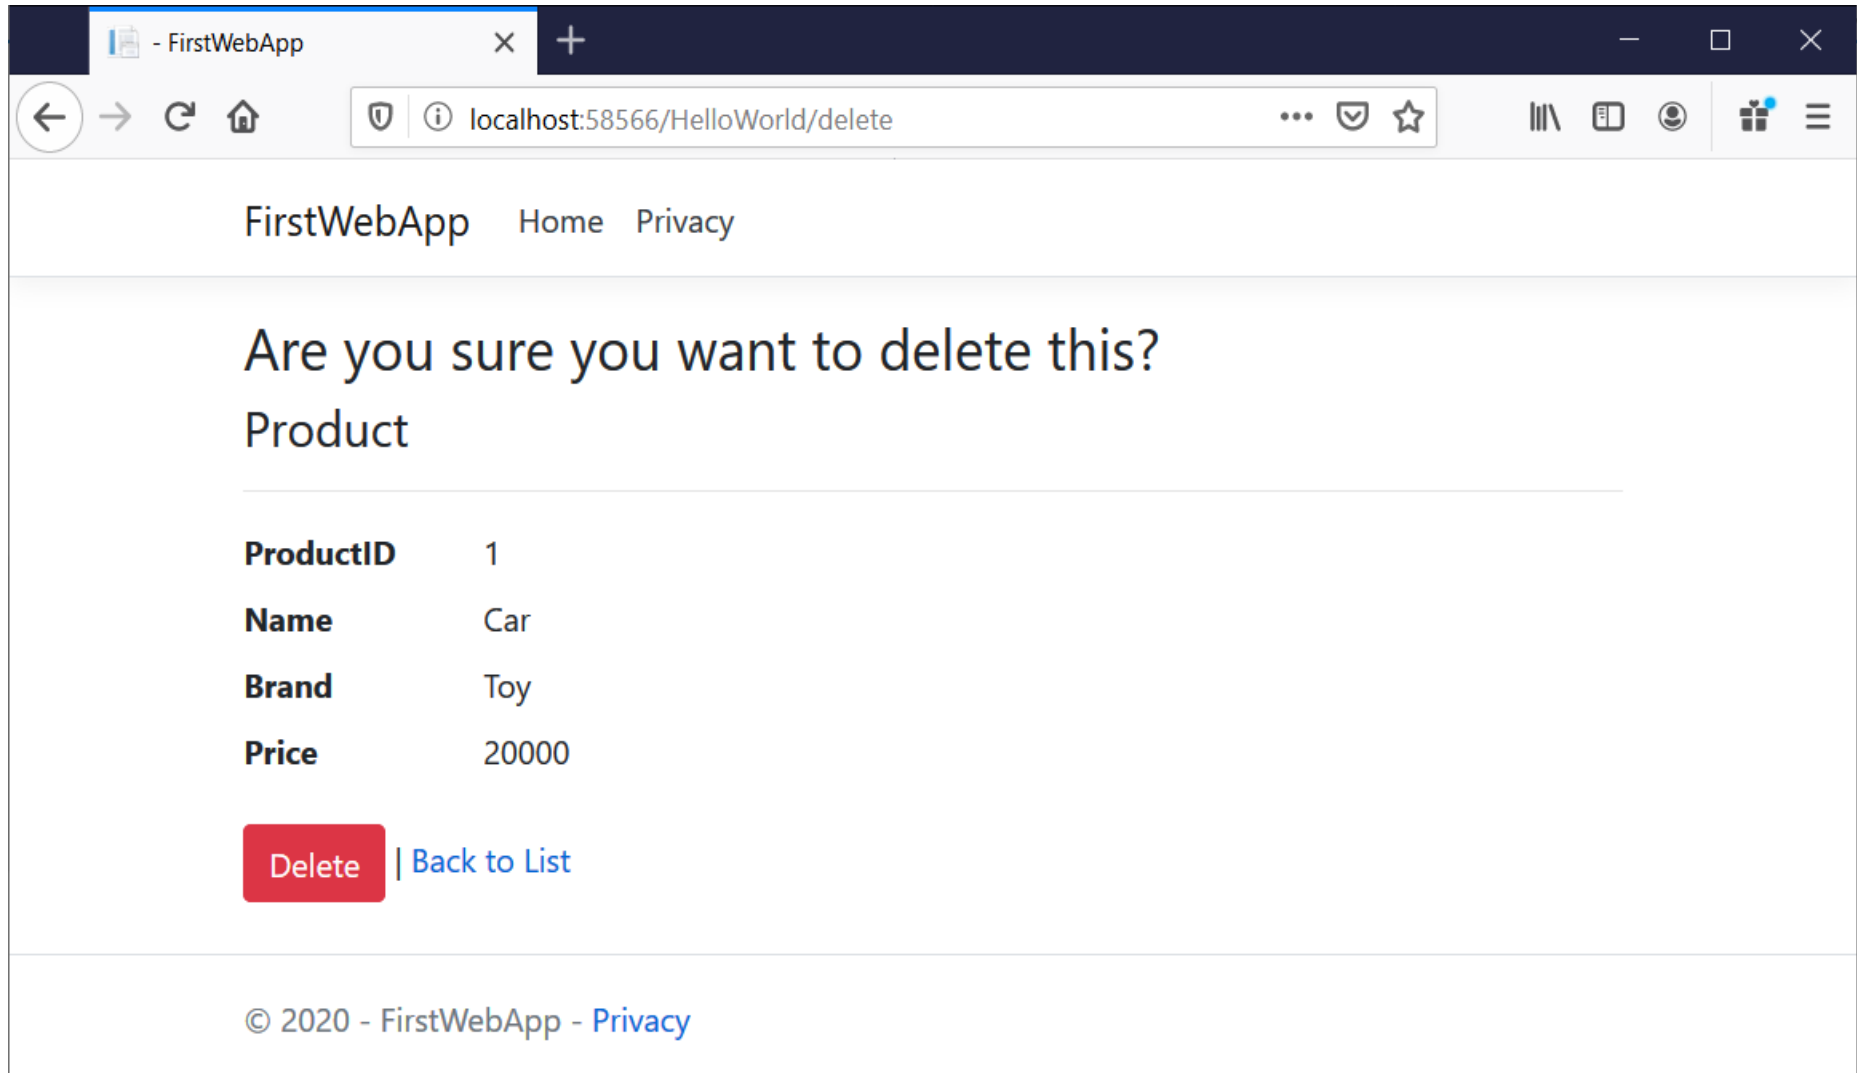 - FirstWebApp
localhost:58566/HelloWorld/delete
FirstWebApp Home Privacy
Are you sure you want to delete this?
Product
ProductID 1
Name Car
Brand Toy
Price 20000
Delete | Back to List
© 2020 - FirstWebApp - Privacy